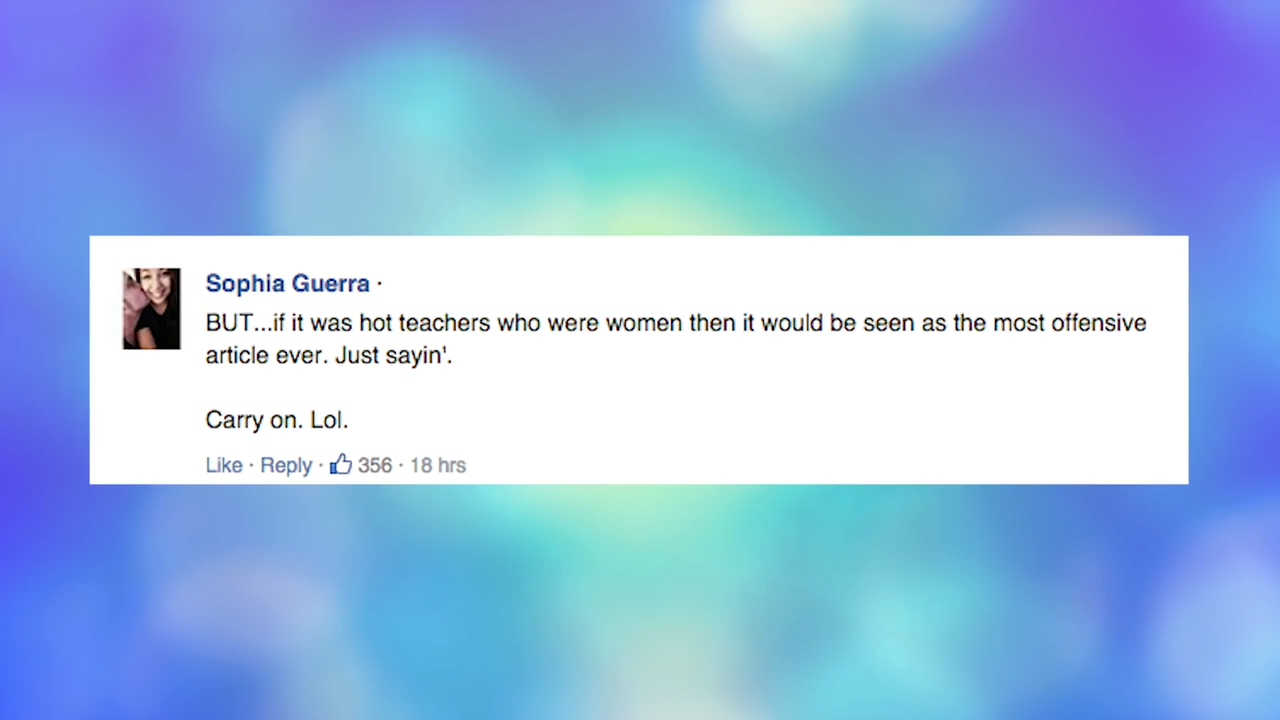 Sophia Guerra ·
BUT...if it was hot teachers who were women then it would be seen as the most offensive
article ever. Just sayin'.
Carry on. Lol.
Like · Reply · 356 · 18 hrs